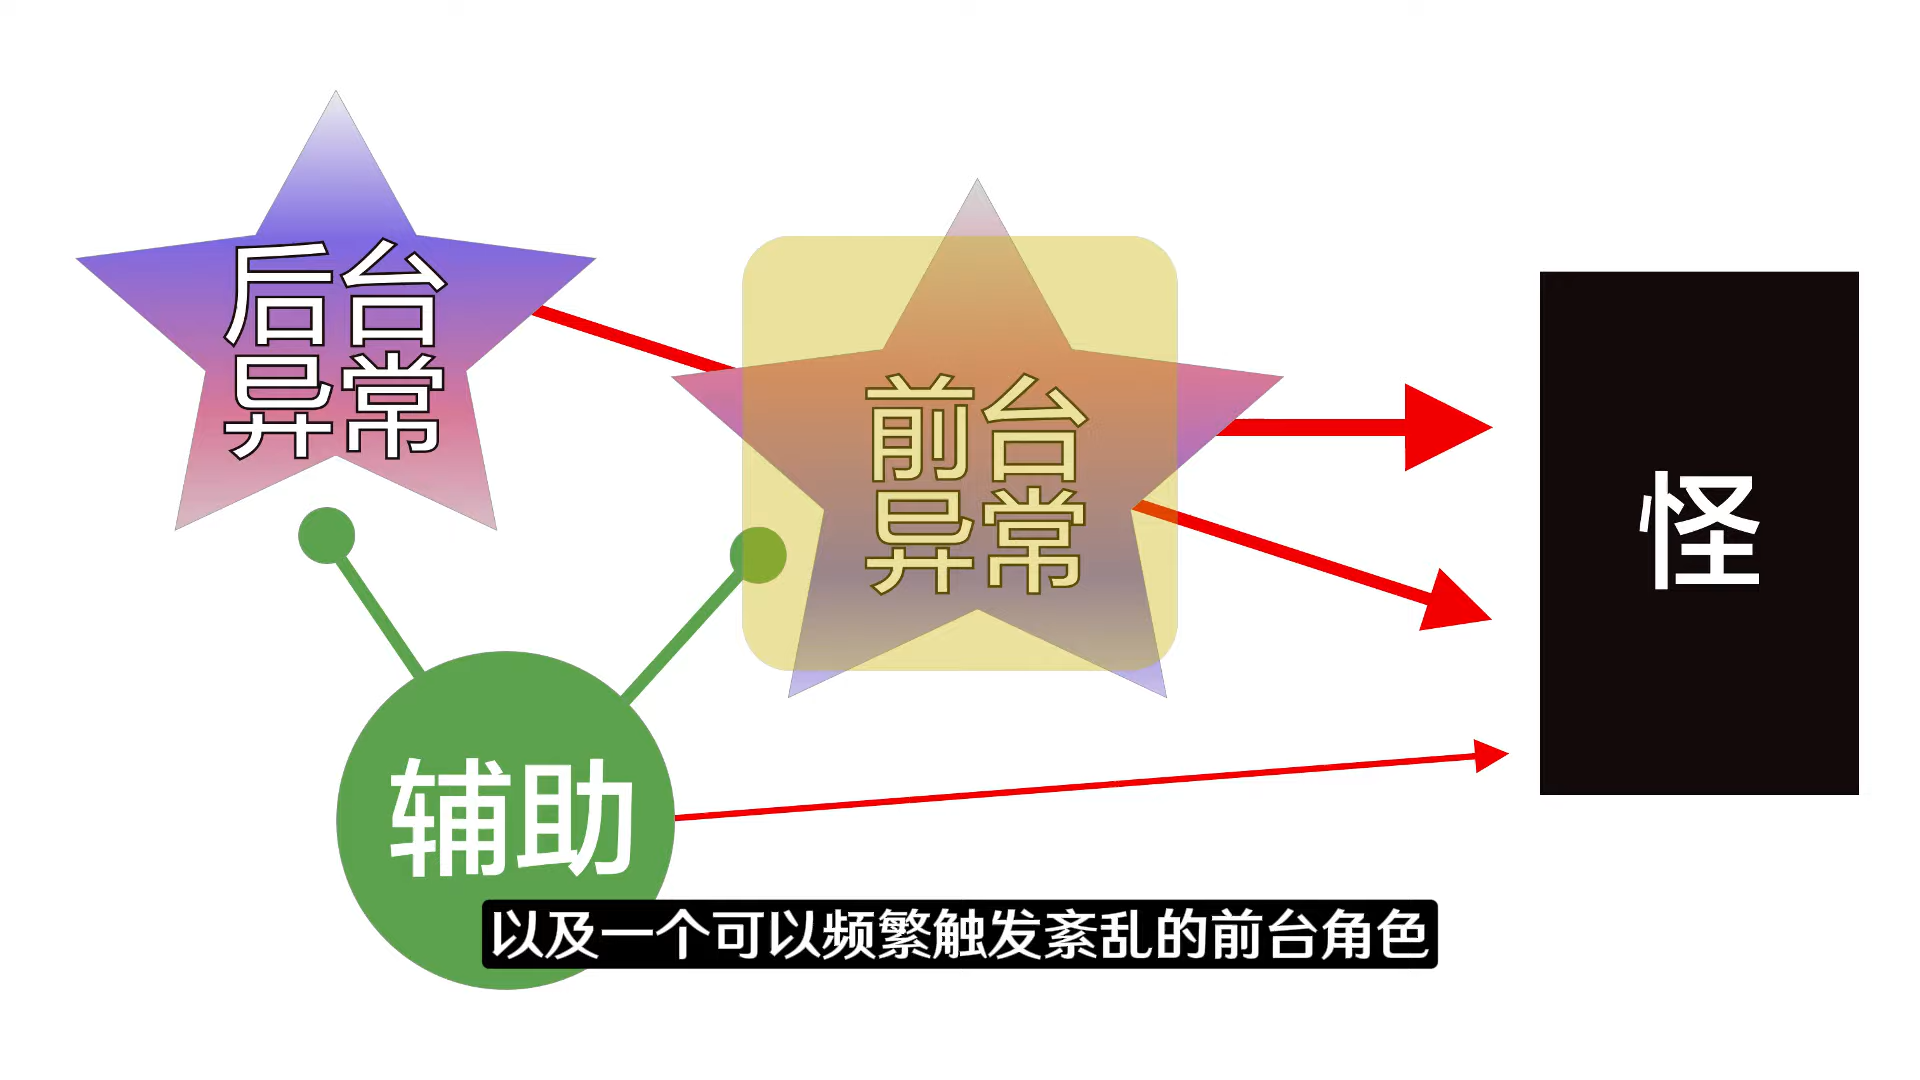 后台
异常
前台
异常
怪
辅助
以及一个可以频繁触发紊乱的前台角色